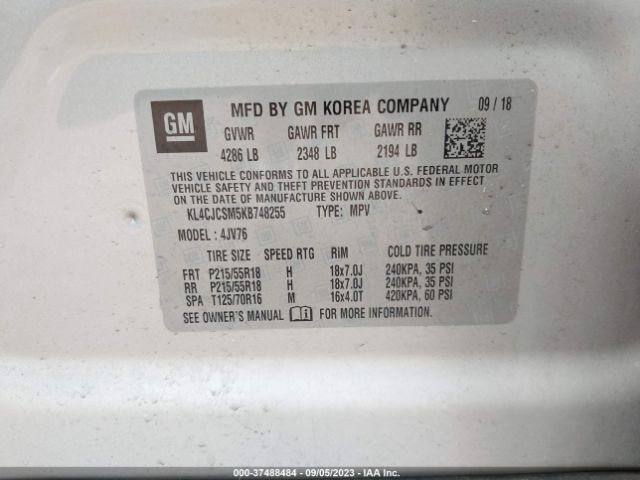 GM
MFD BY GM KOREA COMPANY 09/18
GVWR GAWR FRT GAWR RR
4286 LB 2348 LB 2194 LB
THIS VEHICLE CONFORMS TO ALL APPLICABLE U.S. FEDERAL MOTOR
VEHICLE SAFETY AND THEFT PREVENTION STANDARDS IN EFFECT
ON THE DATE OF MANUFACTURE SHOWN ABOVE.
KL4CJCSM5KB748255 TYPE: MPV
MODEL: 4JV76
TIRE SIZE SPEED RTG RIM COLD TIRE PRESSURE
FRT P215/55R18 H 18x7.0J 240KPA, 35 PSI
RR P215/55R18 H 18x7.0J 240KPA, 35 PSI
SPA T125/70R16 M 16x4.0T 420KPA, 60 PSI
SEE OWNER'S MANUAL i FOR MORE INFORMATION
000-37488484 - 09/05/2023 - IAA Inc.